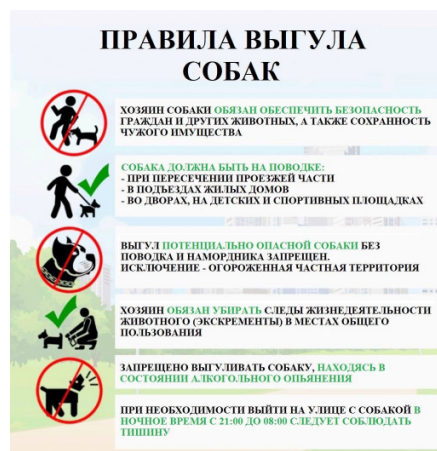 ПРАВИЛА ВЫГУЛА
СОБАК
ХОЗЯИН СОБАКИ ОБЯЗАН ОБЕСПЕЧИТЬ БЕЗОПАСНОСТЬ
ГРАЖДАН И ДРУГИХ ЖИВОТНЫХ, А ТАКЖЕ СОХРАННОСТЬ
ЧУЖОГО ИМУЩЕСТВА
СОБАКА ДОЛЖНА БЫТЬ НА ПОВОДКЕ:
- ПРИ ПЕРЕСЕЧЕНИИ ПРОЕЗЖЕЙ ЧАСТИ
- В ПОДЪЕЗДАХ ЖИЛЫХ ДОМОВ
- ВО ДВОРАХ, НА ДЕТСКИХ И СПОРТИВНЫХ ПЛОЩАДКАХ
ВЫГУЛ ПОТЕНЦИАЛЬНО ОПАСНОЙ СОБАКИ БЕЗ
ПОВОДКА И НАМОРДНИКА ЗАПРЕЩЕН.
ИСКЛЮЧЕНИЕ - ОГОРОЖЕННАЯ ЧАСТНАЯ ТЕРРИТОРИЯ
ХОЗЯИН ОБЯЗАН УБИРАТЬ СЛЕДЫ ЖИЗНЕДЕЯТЕЛЬНОСТИ
ЖИВОТНОГО (ЭКСКРЕМЕНТЫ) В МЕСТАХ ОБЩЕГО
ПОЛЬЗОВАНИЯ
ЗАПРЕЩЕНО ВЫГУЛИВАТЬ СОБАКУ, НАХОДЯСЬ В
СОСТОЯНИИ АЛКОГОЛЬНОГО ОПЬЯНЕНИЯ
ПРИ НЕОБХОДИМОСТИ ВЫЙТИ НА УЛИЦЕ С СОБАКОЙ В
НОЧНОЕ ВРЕМЯ С 21:00 ДО 08:00 СЛЕДУЕТ СОБЛЮДАТЬ
ТИШИНУ